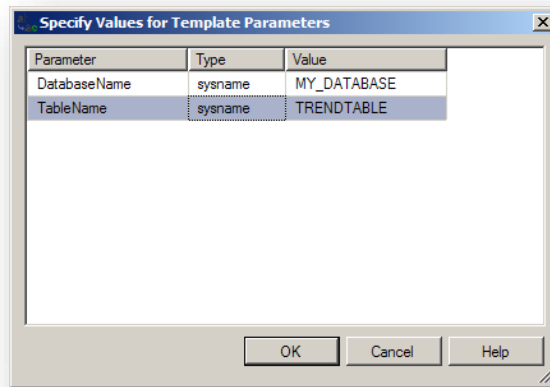 Specify Values for Template Parameters
Parameter Type Value
DatabaseName sysname MY_DATABASE
TableName sysname TRENDTABLE
OK Cancel Help